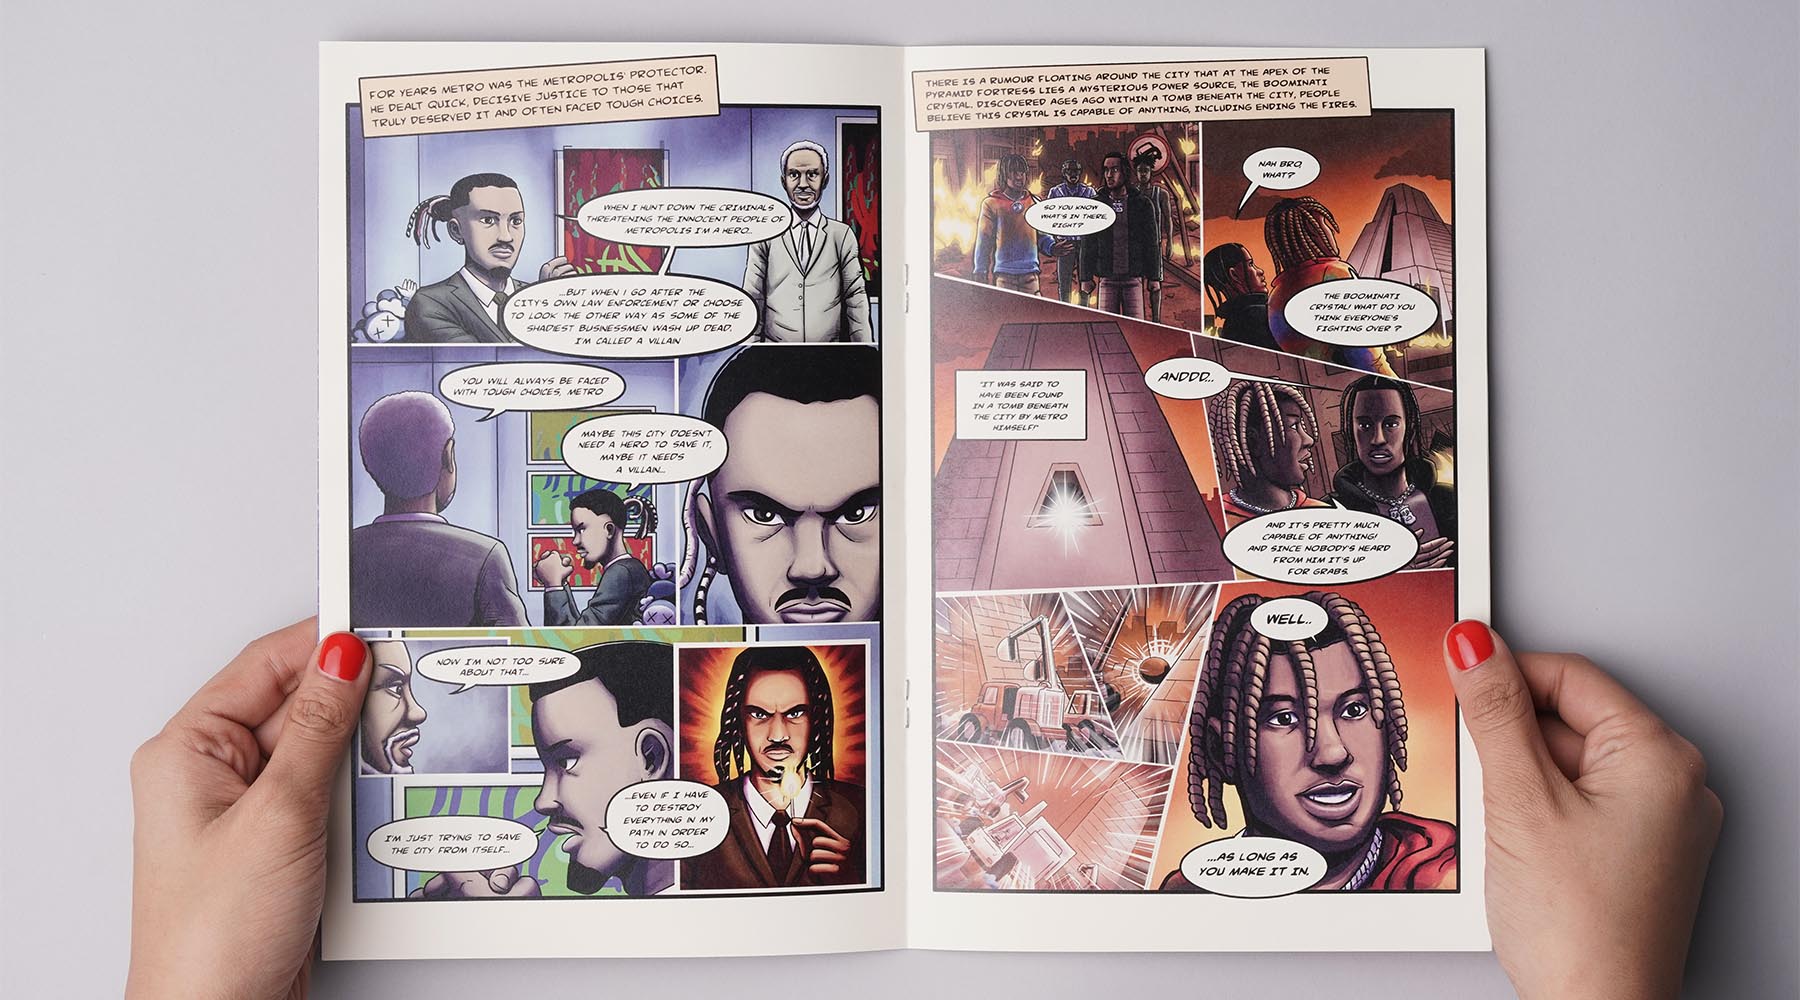 FOR YEARS METRO WAS THE METROPOLIS' PROTECTOR.
HE DEALT QUICK, DECISIVE JUSTICE TO THOSE THAT
TRULY DESERVED IT AND OFTEN FACED TOUGH CHOICES.
WHEN I HUNT DOWN THE CRIMINALS
THREATENING THE INNOCENT PEOPLE OF
METROPOLIS I'M A HERO...
...BUT WHEN I GO AFTER THE
CITY'S OWN LAW ENFORCEMENT OR CHOOSE
TO LOOK THE OTHER WAY AS SOME OF THE
SHADIEST BUSNESSMEN WASH UP DEAD.
I'M CALLED A VILLAIN
YOU WILL ALWAYS BE FACED
WITH TOUGH CHOICES, METRO
MAYBE THIS CITY DOESN'T
NEED A HERO TO SAVE IT,
MAYBE IT NEEDS
A VILLAIN...
NOW I'M NOT TOO SURE
ABOUT THAT...
I'M JUST TRYING TO SAVE
THE CITY FROM ITSELF...
...EVEN IF I HAVE
TO DESTROY
EVERYTHING IN MY
PATH IN ORDER
TO DO SO...
THERE IS A RUMOUR FLOATING AROUND THE CITY THAT AT THE APEX OF THE
PYRAMID FORTRESS LIES A MYSTERIOUS POWER SOURCE, THE BOOMINATI
CRYSTAL. DISCOVERED AGES AGO WITHIN A TOMB BENEATH THE CITY, PEOPLE
BELIEVE THIS CRYSTAL IS CAPABLE OF ANYTHING, INCLUDING ENDING THE FIRES.
SO YOU KNOW
WHAT'S IN THERE,
RIGHT?
NAH BRO,
WHAT?
THE BOOMINATI
CRYSTAL! WHAT DO YOU
THINK EVERYONE'S
FIGHTING OVER ?
"IT WAS SAID TO
HAVE BEEN FOUND
IN A TOMB BENEATH
THE CITY BY METRO
HIMSELF!"
ANDDD...
AND IT'S PRETTY MUCH
CAPABLE OF ANYTHING!
AND SINCE NOBODY'S HEARD
FROM HIM IT'S UP
FOR GRABS.
WELL..
...AS LONG AS
YOU MAKE IT IN.